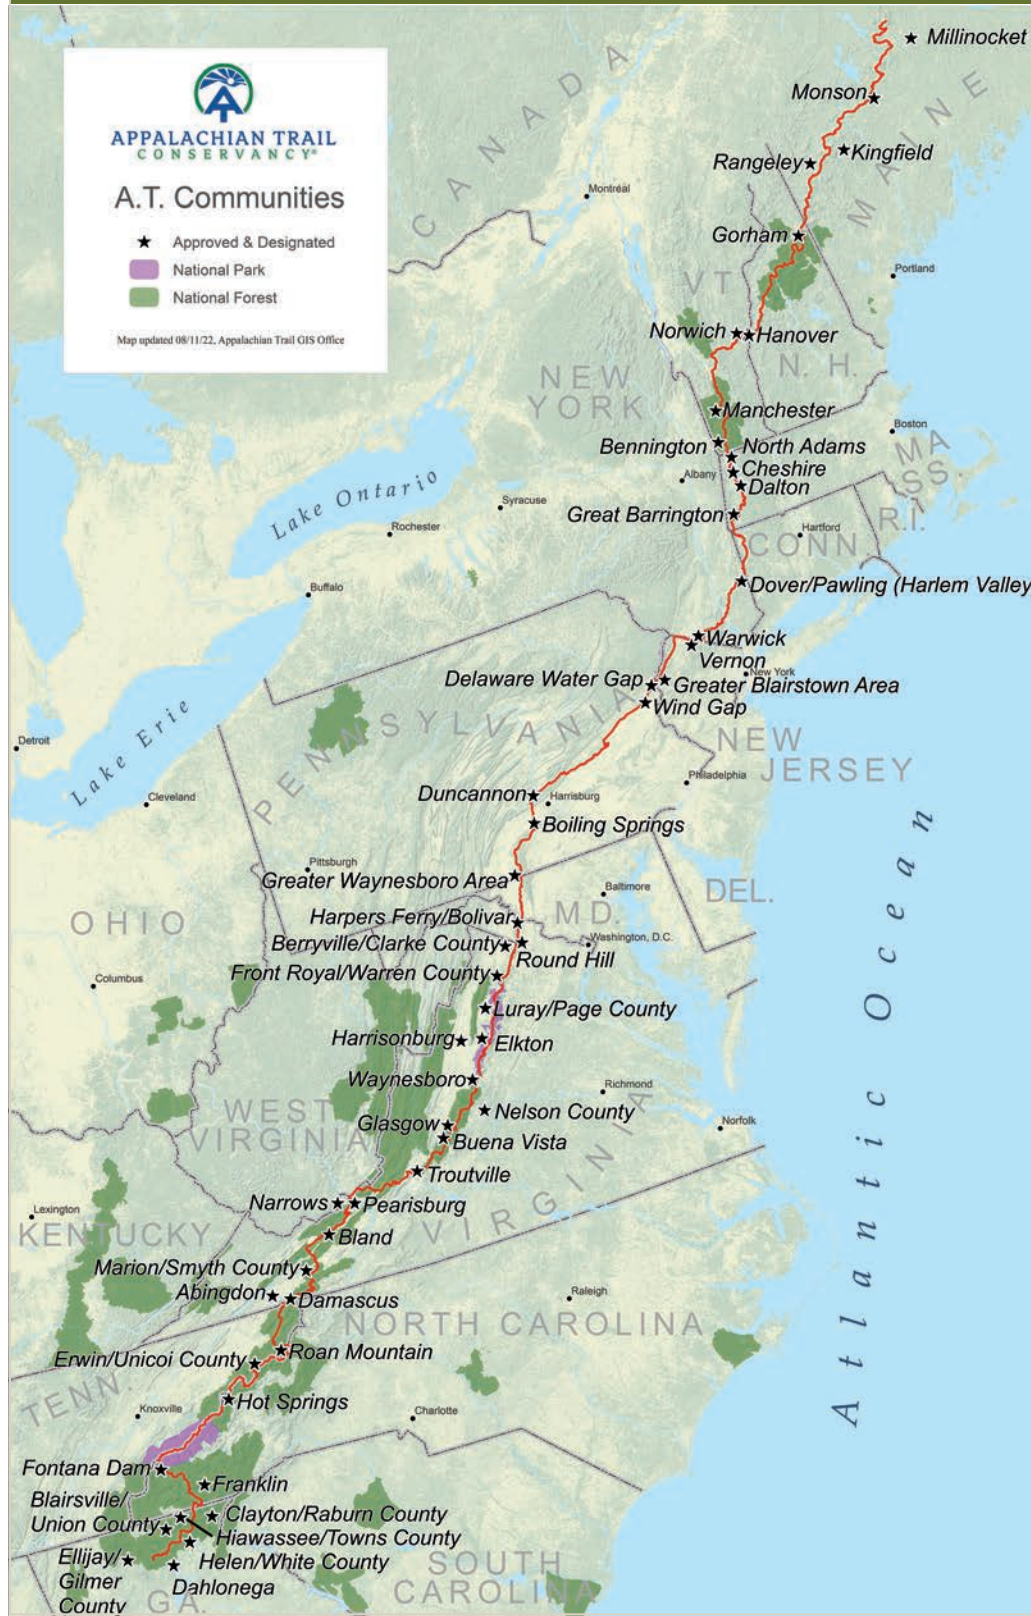 APPALACHIAN TRAIL
CONSERVANCY®
A.T. Communities
Approved & Designated
National Park
National Forest
Map updated 08/11/22, Appalachian Trail GIS Office
Millinocket
CANADA
Monson
MAINE
Kingfield
Rangeley
Montréal
Gorham
Portland
VT.
Norwich
Hanover
N. H.
NEW
YORK
Manchester
Boston
Bennington
North Adams
MA
SS.
Cheshire
Albany
Dalton
Lake Ontario
Syracuse
Great Barrington
R.I.
Rochester
Hartford
CONN.
Buffalo
Dover/Pawling (Harlem Valley
Warwick
Vernon
New York
Delaware Water Gap
Greater Blairstown Area
Wind Gap
PENNSYLVANIA
NEW
JERSEY
Detroit
Lake Erie
Philadelphia
Cleveland
Duncannon
Harrisburg
Boiling Springs
Pittsburgh
Greater Waynesboro Area
Baltimore
DEL.
OHIO
Harpers Ferry/Bolivar
MD.
Berryville/Clarke County
Washington, D.C.
Round Hill
Front Royal/Warren County
Columbus
Luray/Page County
Harrisonburg
Elkton
Waynesboro
Richmond
WEST
VIRGINIA
Nelson County
Glasgow
Norfolk
Buena Vista
Troutville
VIRGINIA
Narrows
Pearisburg
Lexington
KENTUCKY
Bland
Marion/Smyth County
Abingdon
Damascus
Raleigh
NORTH CAROLINA
Roan Mountain
Erwin/Unicoi County
TENN.
Hot Springs
Knoxville
Charlotte
Atlantic Ocean
Fontana Dam
Franklin
Blairsville/
Union County
Clayton/Raburn County
Hiawassee/Towns County
Helen/White County
Ellijay/
Gilmer
County
Dahlonega
GA.
SOUTH
CAROLINA